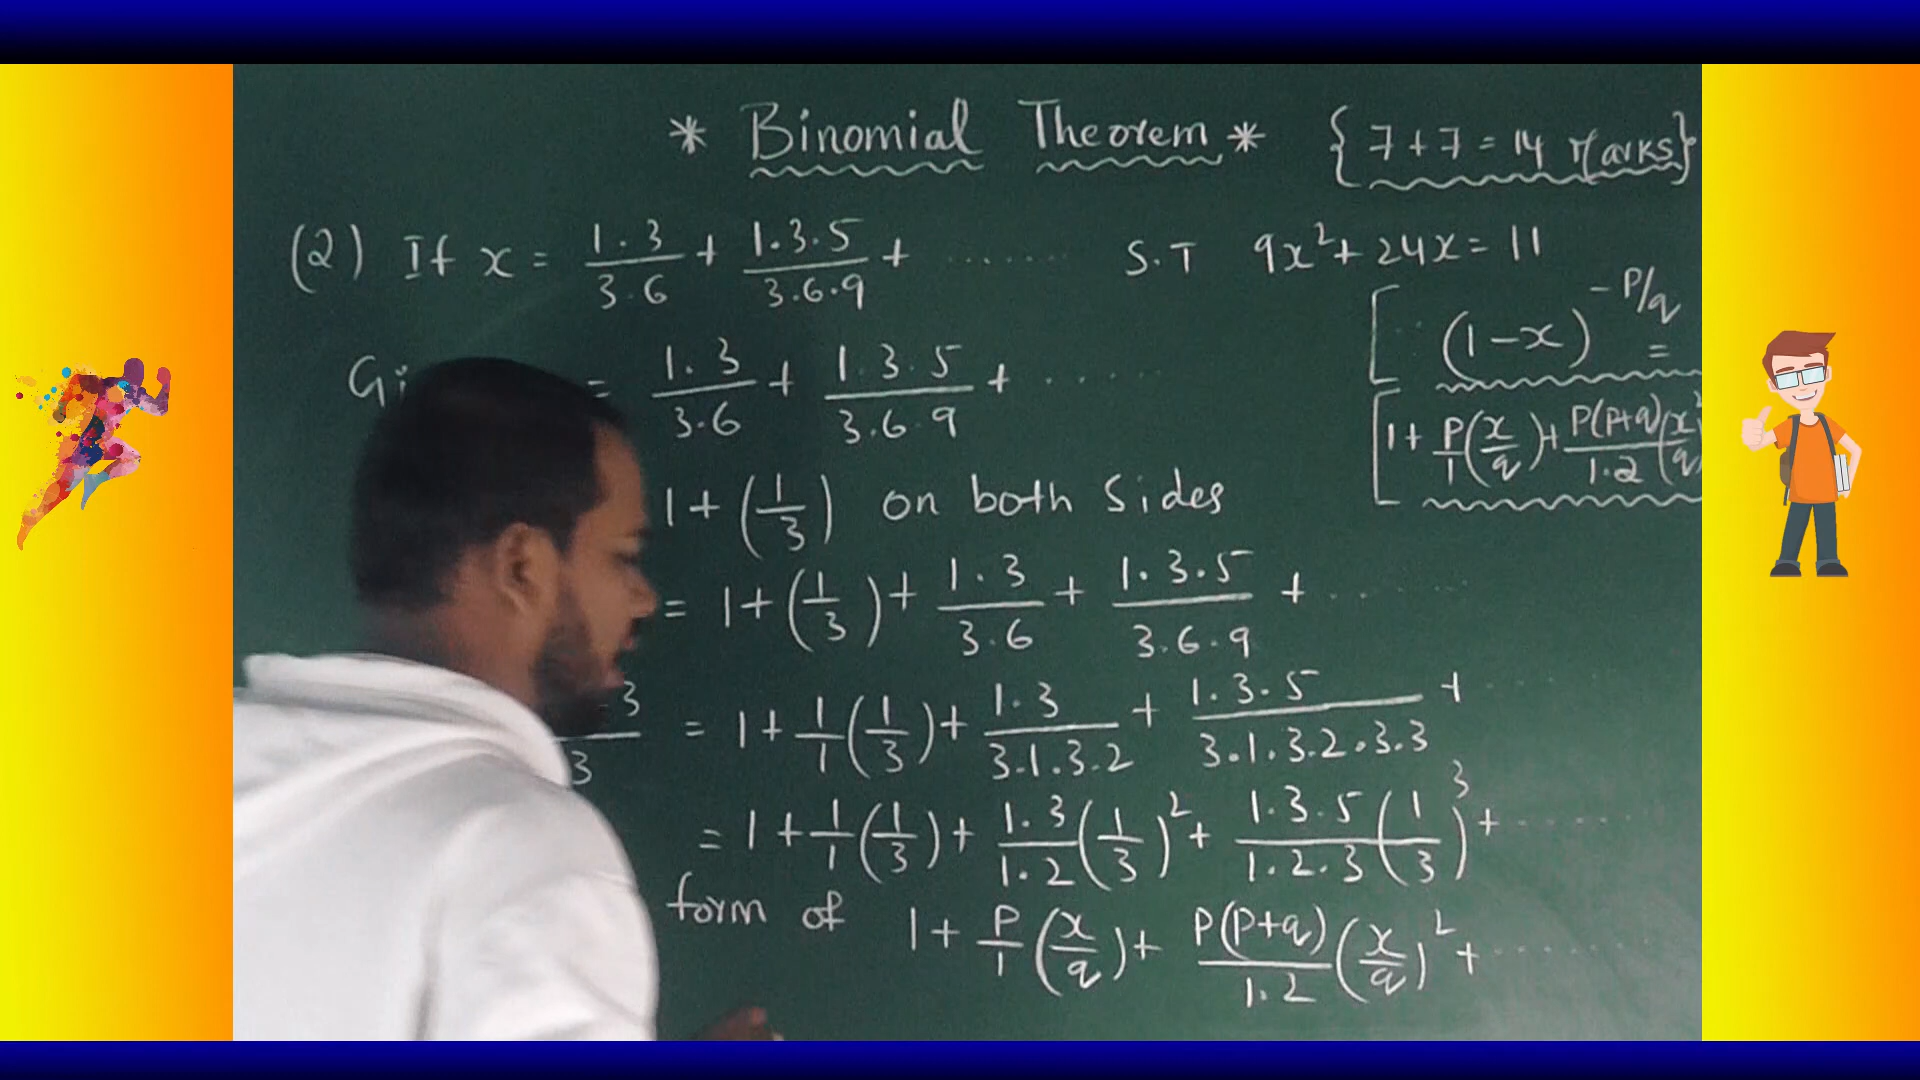 * Binomial Theorem * {7+7=14 Marks}
(2) If x = 1.3/3.6 + 1.3.5/3.6.9 + ........ S.T 9x²+24x=11
[ (1-x)^-P/q =
Gi = 1.3/3.6 + 1.3.5/3.6.9 + ......
[1+ P/1(x/q)+ P(P+q)/1.2(x/q)²
1+(1/3) on both Sides
= 1+(1/3)+ 1.3/3.6 + 1.3.5/3.6.9 + ......
3/3 = 1+ 1/1(1/3)+ 1.3/3.1.3.2 + 1.3.5/3.1.3.2.3.3 + ......
= 1+ 1/1(1/3)+ 1.3/1.2(1/3)²+ 1.3.5/1.2.3(1/3)³+ ......
form of 1+ P/1(x/q)+ P(P+q)/1.2(x/q)²+ ......